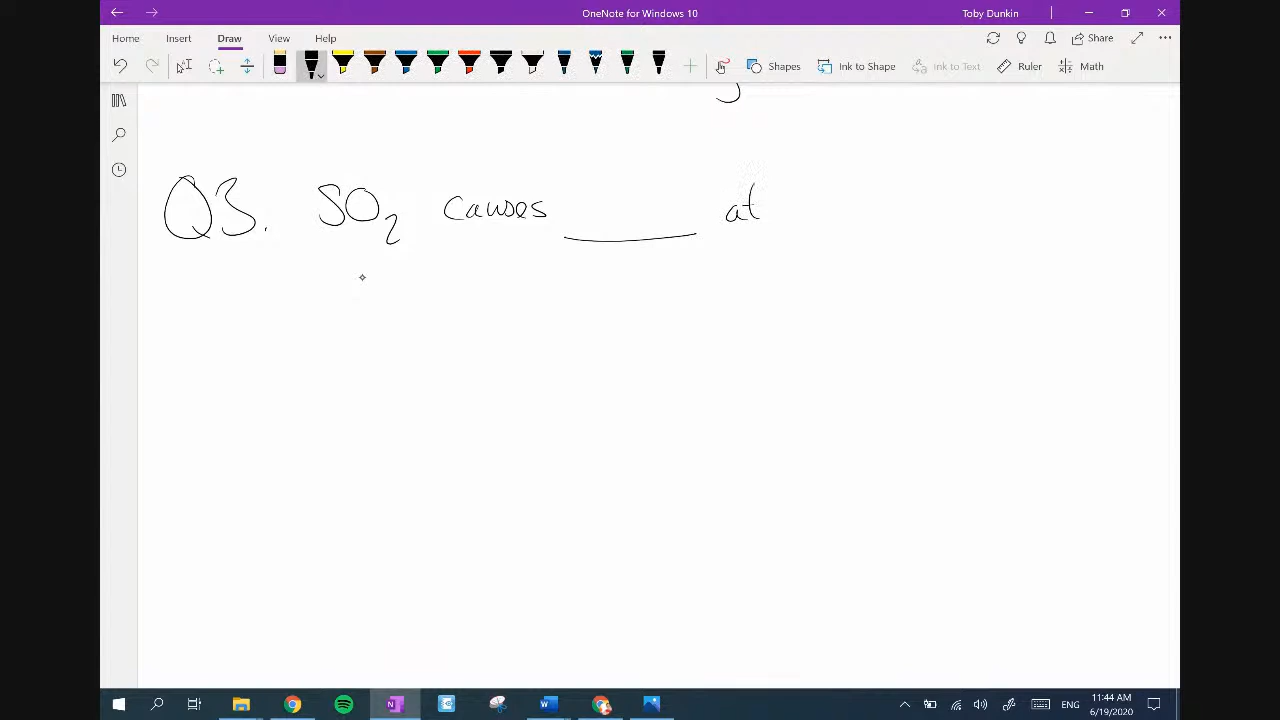 OneNote for Windows 10
Toby Dunkin
Home Insert Draw View Help
Share
Shapes Ink to Shape Ink to Text Ruler Math
Q3. SO₂ causes ______ at
ENG
11:44 AM
6/19/2020